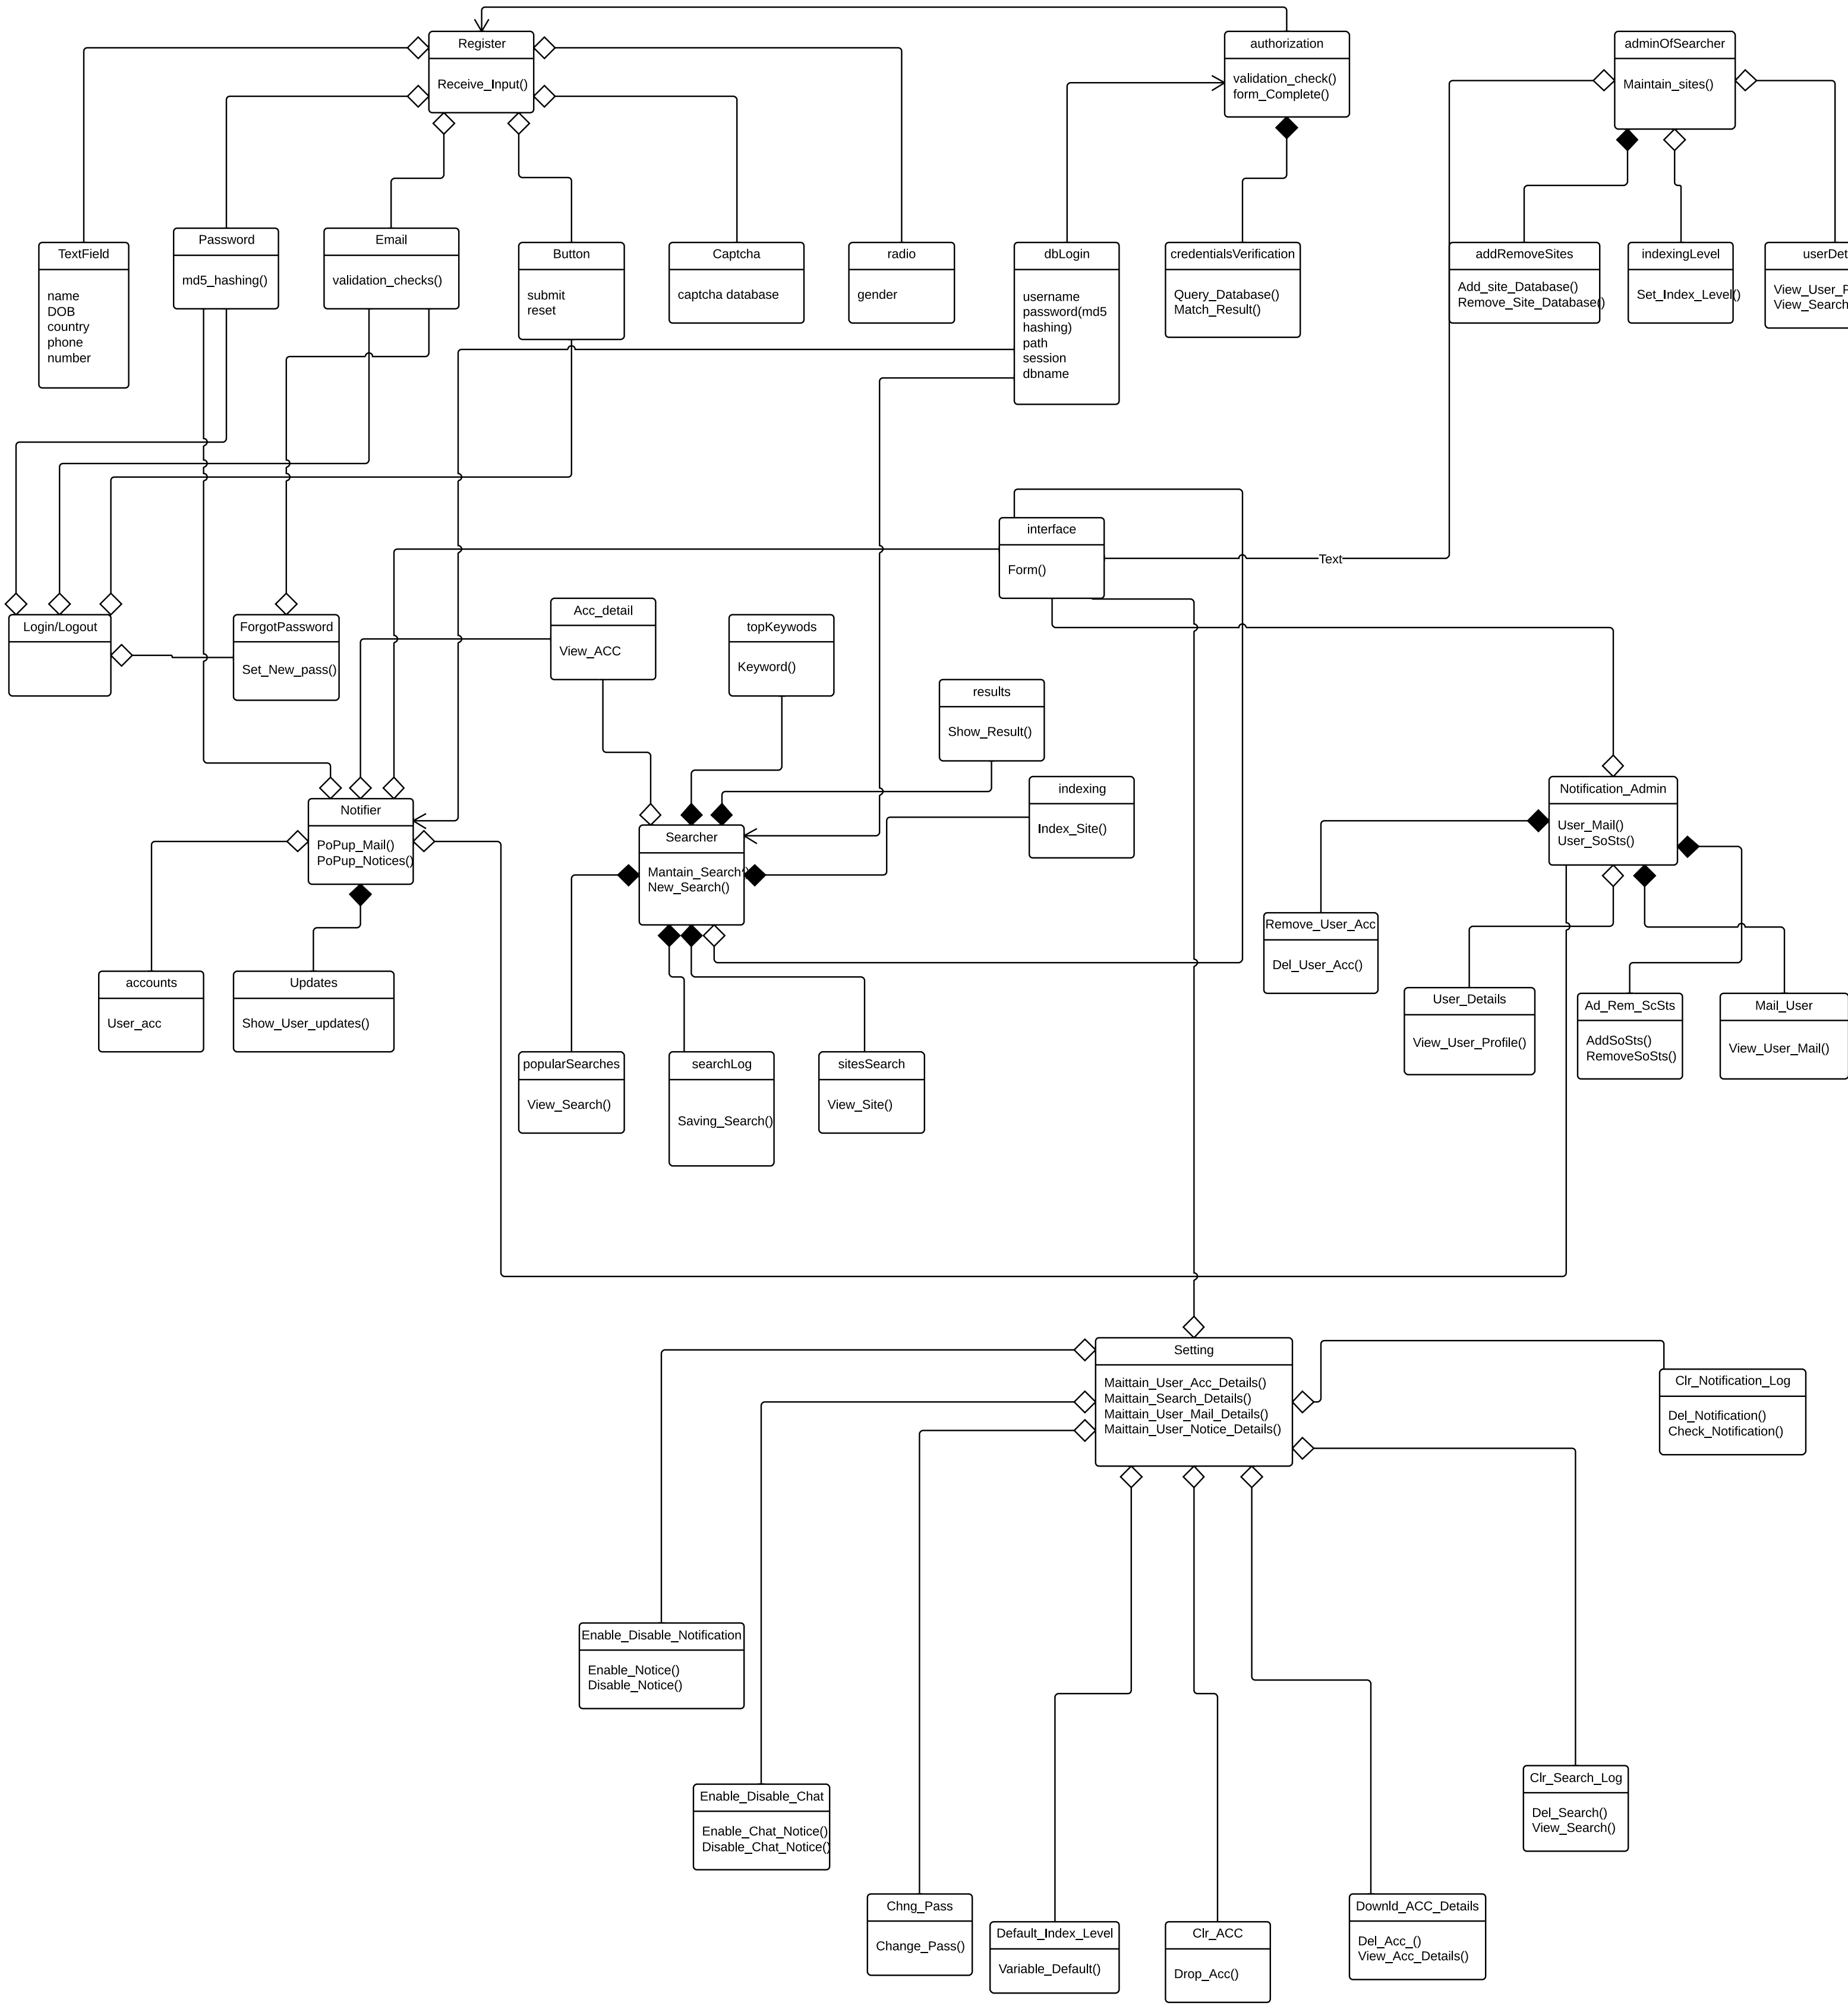 Register
Receive_Input()
authorization
validation_check()
form_Complete()
adminOfSearcher
Maintain_sites()
TextField
name
DOB
country
phone
number
Password
md5_hashing()
Email
validation_checks()
Button
submit
reset
Captcha
captcha database
radio
gender
dbLogin
username
password(md5
hashing)
path
session
dbname
credentialsVerification
Query_Database()
Match_Result()
addRemoveSites
Add_site_Database()
Remove_Site_Database()
indexingLevel
Set_Index_Level()
userDet
View_User_P
View_Search
interface
Form()
Text
Login/Logout
ForgotPassword
Set_New_pass()
Acc_detail
View_ACC
topKeywods
Keyword()
results
Show_Result()
indexing
Index_Site()
Notifier
PoPup_Mail()
PoPup_Notices()
Searcher
Mantain_Search()
New_Search()
Notification_Admin
User_Mail()
User_SoSts()
Remove_User_Acc
Del_User_Acc()
User_Details
View_User_Profile()
Ad_Rem_ScSts
AddSoSts()
RemoveSoSts()
Mail_User
View_User_Mail()
accounts
User_acc
Updates
Show_User_updates()
popularSearches
View_Search()
searchLog
Saving_Search()
sitesSearch
View_Site()
Setting
Maittain_User_Acc_Details()
Maittain_Search_Details()
Maittain_User_Mail_Details()
Maittain_User_Notice_Details()
Clr_Notification_Log
Del_Notification()
Check_Notification()
Enable_Disable_Notification
Enable_Notice()
Disable_Notice()
Enable_Disable_Chat
Enable_Chat_Notice()
Disable_Chat_Notice()
Clr_Search_Log
Del_Search()
View_Search()
Chng_Pass
Change_Pass()
Default_Index_Level
Variable_Default()
Clr_ACC
Drop_Acc()
Downld_ACC_Details
Del_Acc_()
View_Acc_Details()